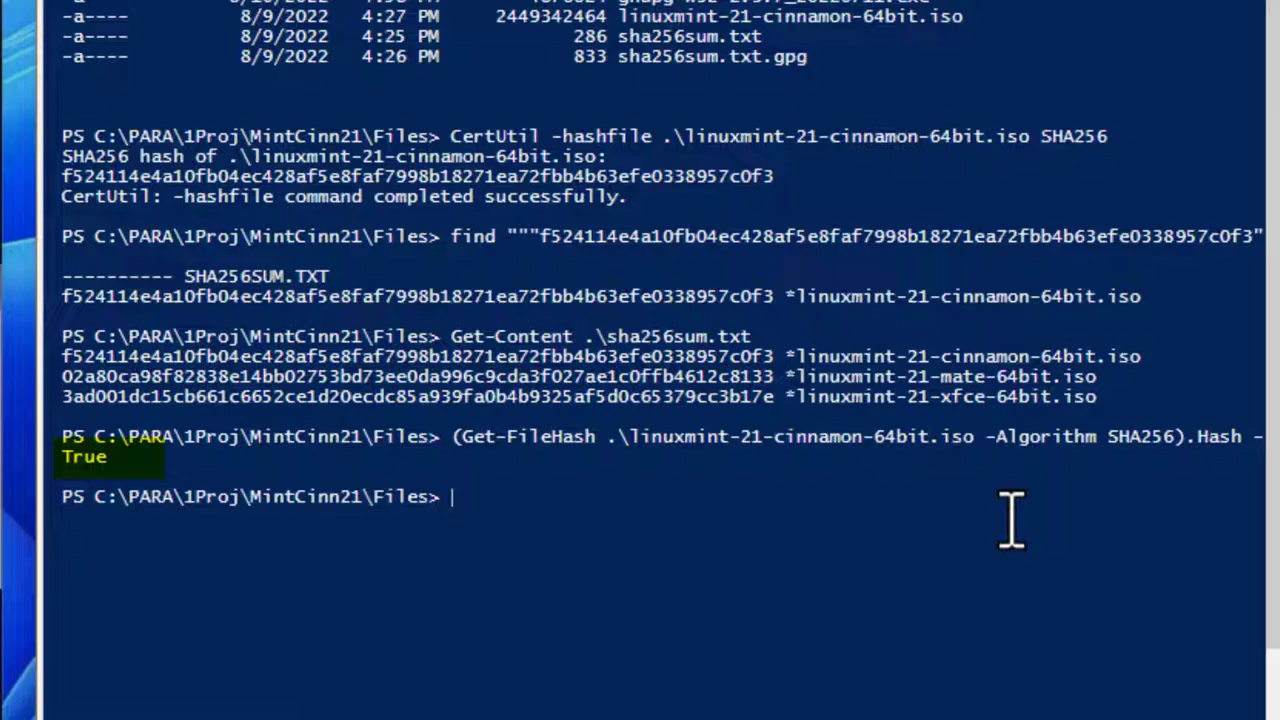 -a---- 8/9/2022 4:27 PM 2449342464 linuxmint-21-cinnamon-64bit.iso
-a---- 8/9/2022 4:25 PM 286 sha256sum.txt
-a---- 8/9/2022 4:26 PM 833 sha256sum.txt.gpg
PS C:\PARA\1Proj\MintCinn21\Files> CertUtil -hashfile .\linuxmint-21-cinnamon-64bit.iso SHA256
SHA256 hash of .\linuxmint-21-cinnamon-64bit.iso:
f524114e4a10fb04ec428af5e8faf7998b18271ea72fbb4b63efe0338957c0f3
CertUtil: -hashfile command completed successfully.
PS C:\PARA\1Proj\MintCinn21\Files> find """f524114e4a10fb04ec428af5e8faf7998b18271ea72fbb4b63efe0338957c0f3"
---------- SHA256SUM.TXT
f524114e4a10fb04ec428af5e8faf7998b18271ea72fbb4b63efe0338957c0f3 *linuxmint-21-cinnamon-64bit.iso
PS C:\PARA\1Proj\MintCinn21\Files> Get-Content .\sha256sum.txt
f524114e4a10fb04ec428af5e8faf7998b18271ea72fbb4b63efe0338957c0f3 *linuxmint-21-cinnamon-64bit.iso
02a80ca98f82838e14bb02753bd73ee0da996c9cda3f027ae1c0ffb4612c8133 *linuxmint-21-mate-64bit.iso
3ad001dc15cb661c6652ce1d20ecdc85a939fa0b4b9325af5d0c65379cc3b17e *linuxmint-21-xfce-64bit.iso
PS C:\PARA\1Proj\MintCinn21\Files> (Get-FileHash .\linuxmint-21-cinnamon-64bit.iso -Algorithm SHA256).Hash -
True
PS C:\PARA\1Proj\MintCinn21\Files>